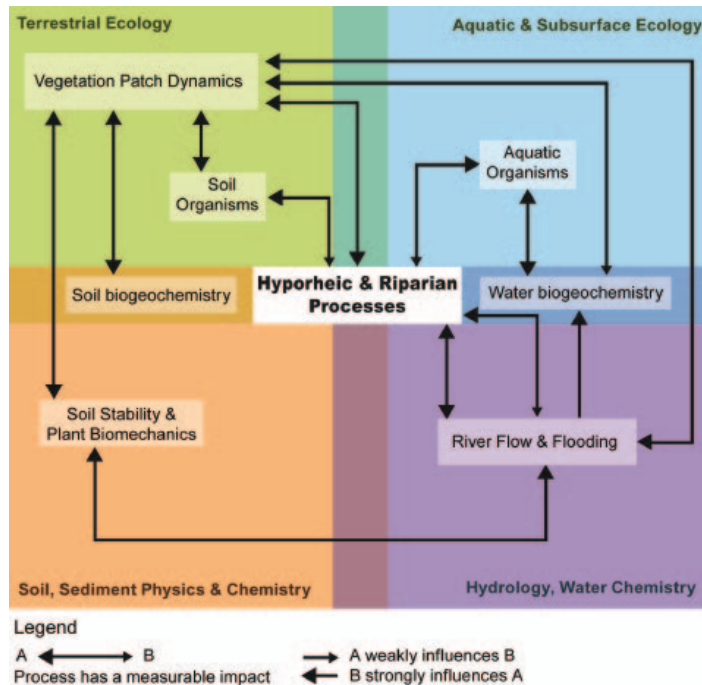 Terrestrial Ecology
Aquatic & Subsurface Ecology
Vegetation Patch Dynamics
Aquatic
Organisms
Soil
Organisms
Soil biogeochemistry
Hyporheic & Riparian
Processes
Water biogeochemistry
Soil Stability &
Plant Biomechanics
River Flow & Flooding
Soil, Sediment Physics & Chemistry
Hydrology, Water Chemistry
Legend
A B
Process has a measurable impact
A weakly influences B
B strongly influences A